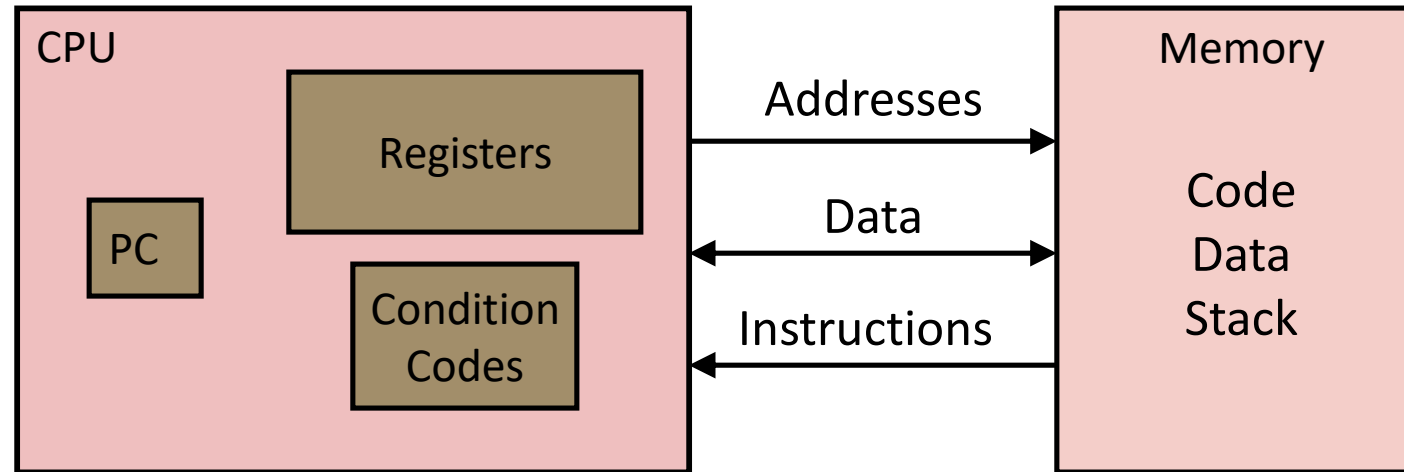 CPU
Registers
PC
Condition
Codes
Addresses
Data
Instructions
Memory
Code
Data
Stack